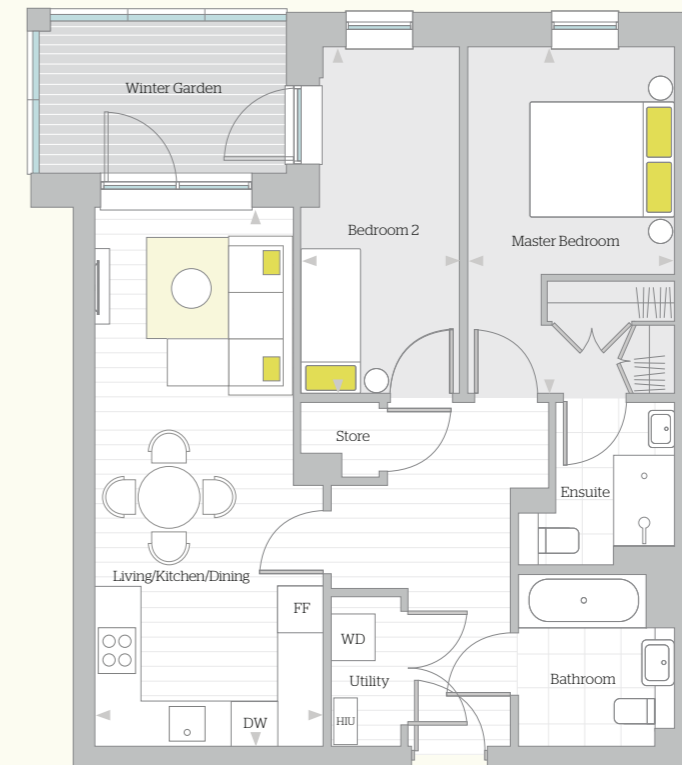 Winter Garden
Bedroom 2
Master Bedroom
Store
Ensuite
Living/Kitchen/Dining
FF
WD
Utility
Bathroom
HIU
DW